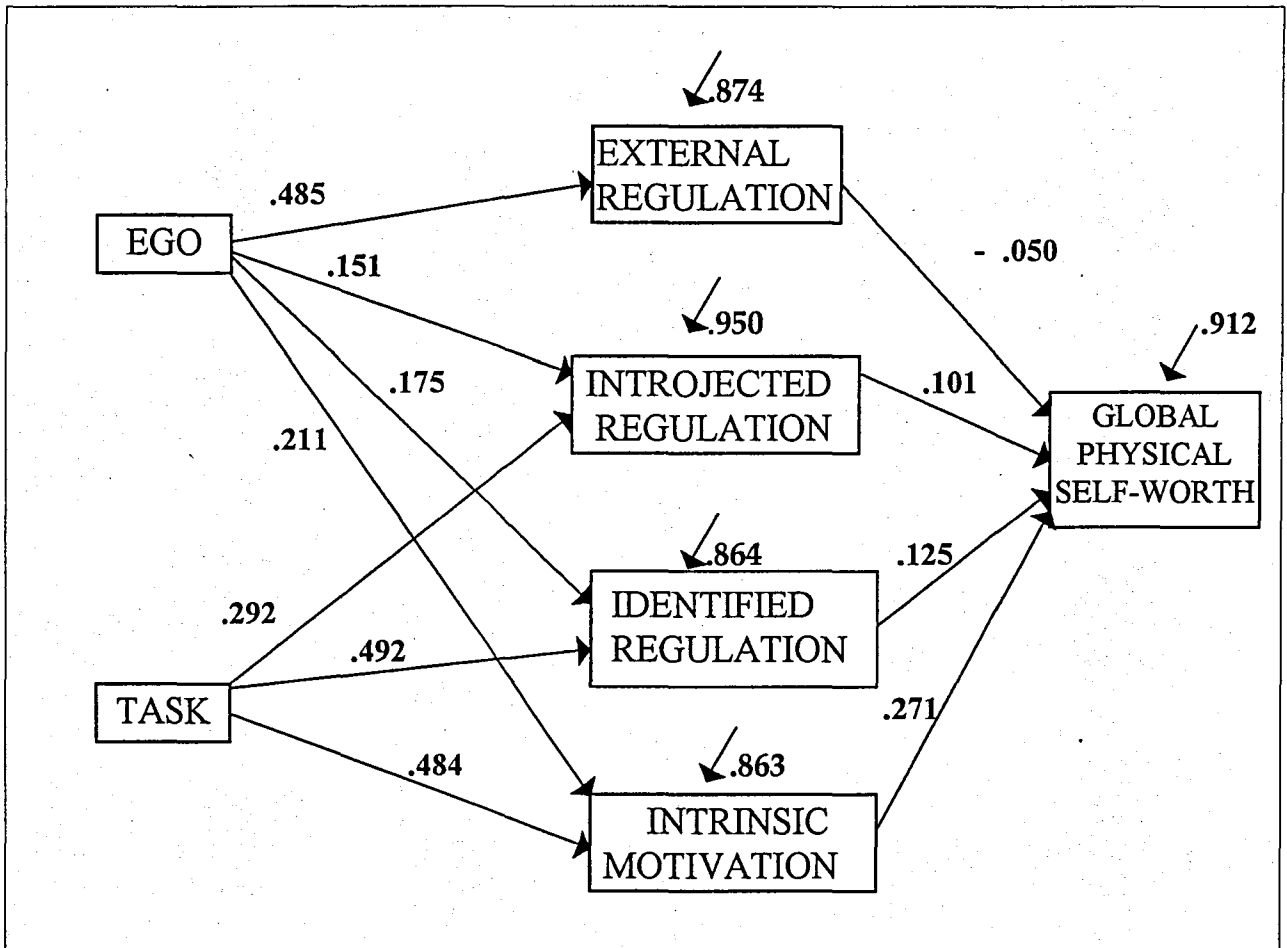 .874
EXTERNAL
REGULATION
.485
EGO
- .050
.151
.950
.912
INTROJECTED
REGULATION
.101
.175
GLOBAL
PHYSICAL
SELF-WORTH
.211
.864
.125
IDENTIFIED
REGULATION
.292
.492
TASK
.271
.484
.863
INTRINSIC
MOTIVATION